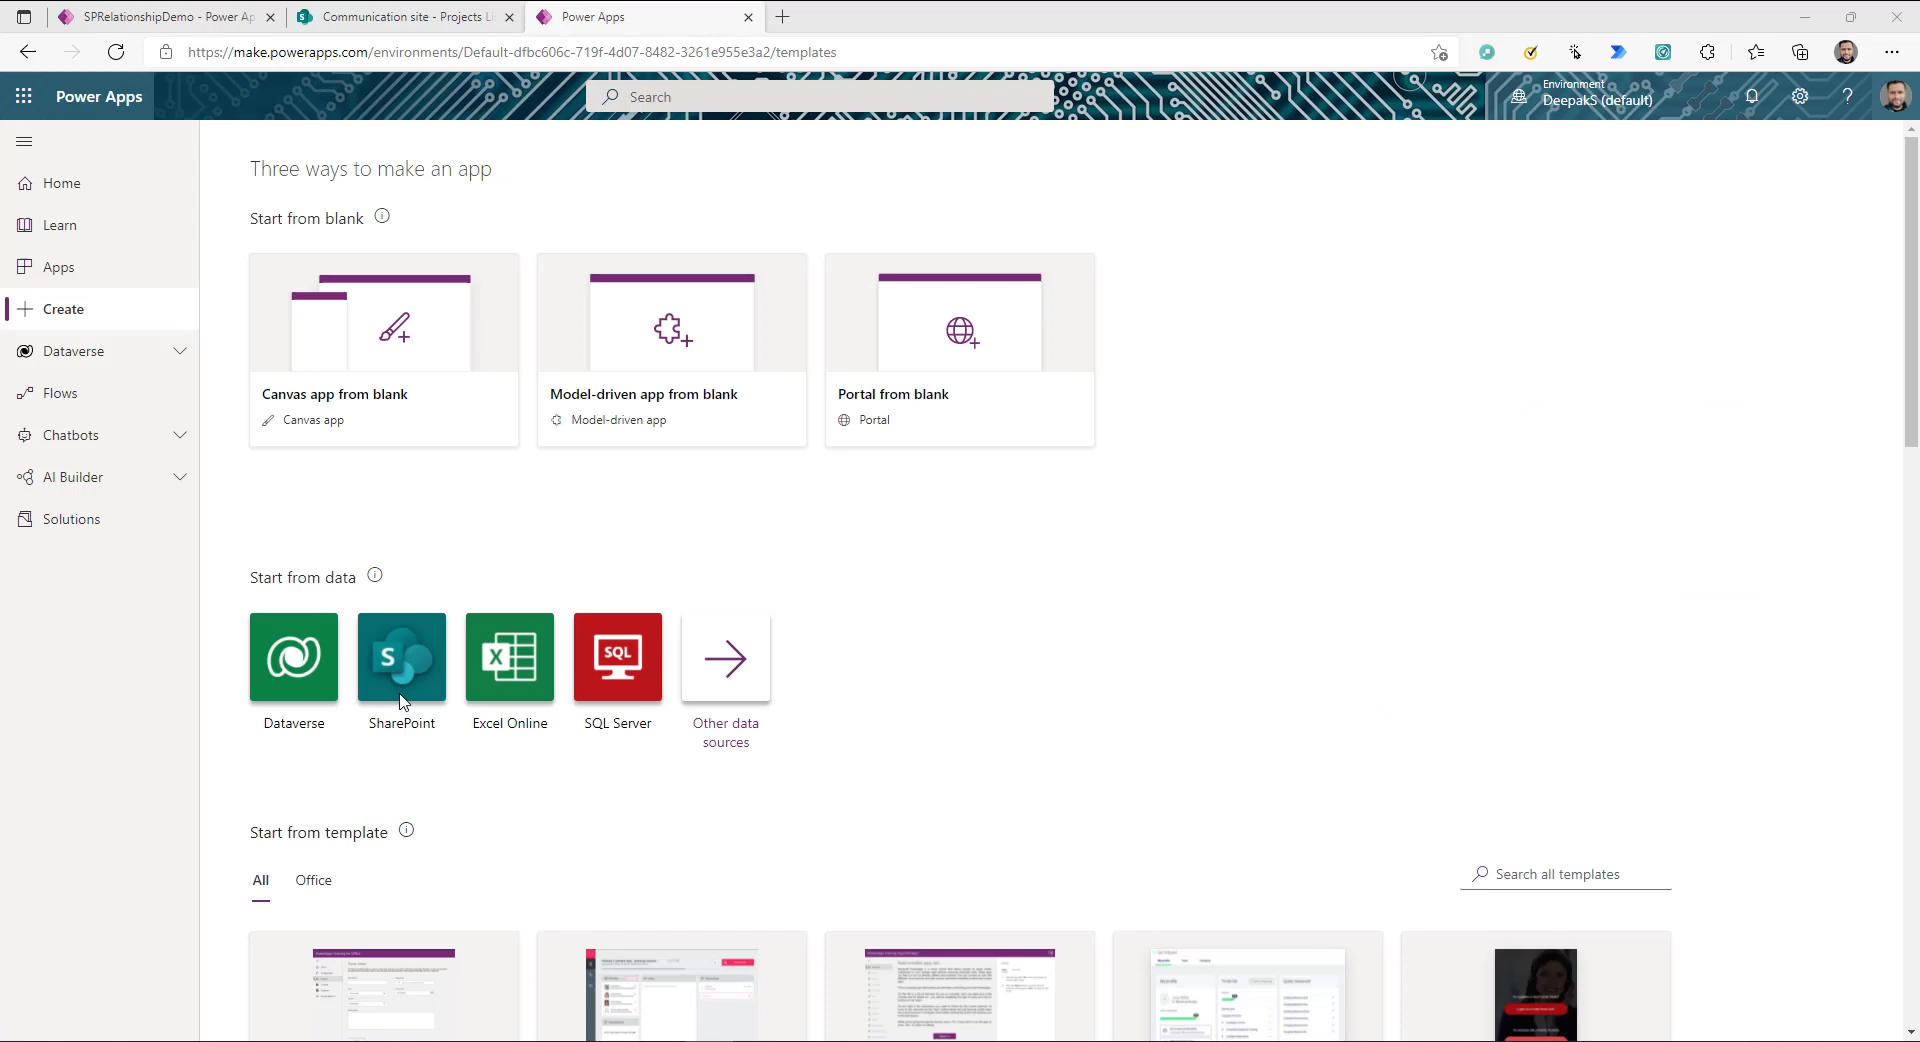 SPRelationshipDemo - Power Ap
Communication site - Projects Li
Power Apps
https://make.powerapps.com/environments/Default-dfbc606c-719f-4d07-8482-3261e955e3a2/templates
Power Apps
Search
Environment
DeepakS (default)
Home
Learn
Apps
Create
Dataverse
Flows
Chatbots
AI Builder
Solutions
Three ways to make an app
Start from blank
Canvas app from blank
Canvas app
Model-driven app from blank
Model-driven app
Portal from blank
Portal
Start from data
S
X
SQL
Dataverse
SharePoint
Excel Online
SQL Server
Other data
sources
Start from template
All
Office
Search all templates